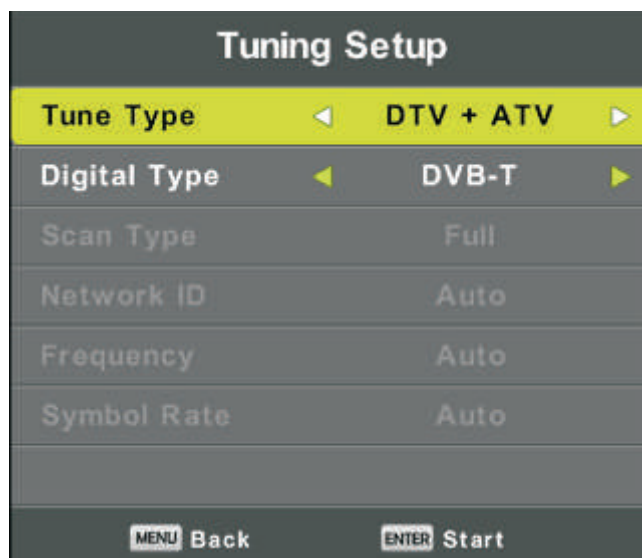 Tuning Setup
Tune Type DTV + ATV
Digital Type DVB-T
Scan Type Full
Network ID Auto
Frequency Auto
Symbol Rate Auto
MENU Back ENTER Start